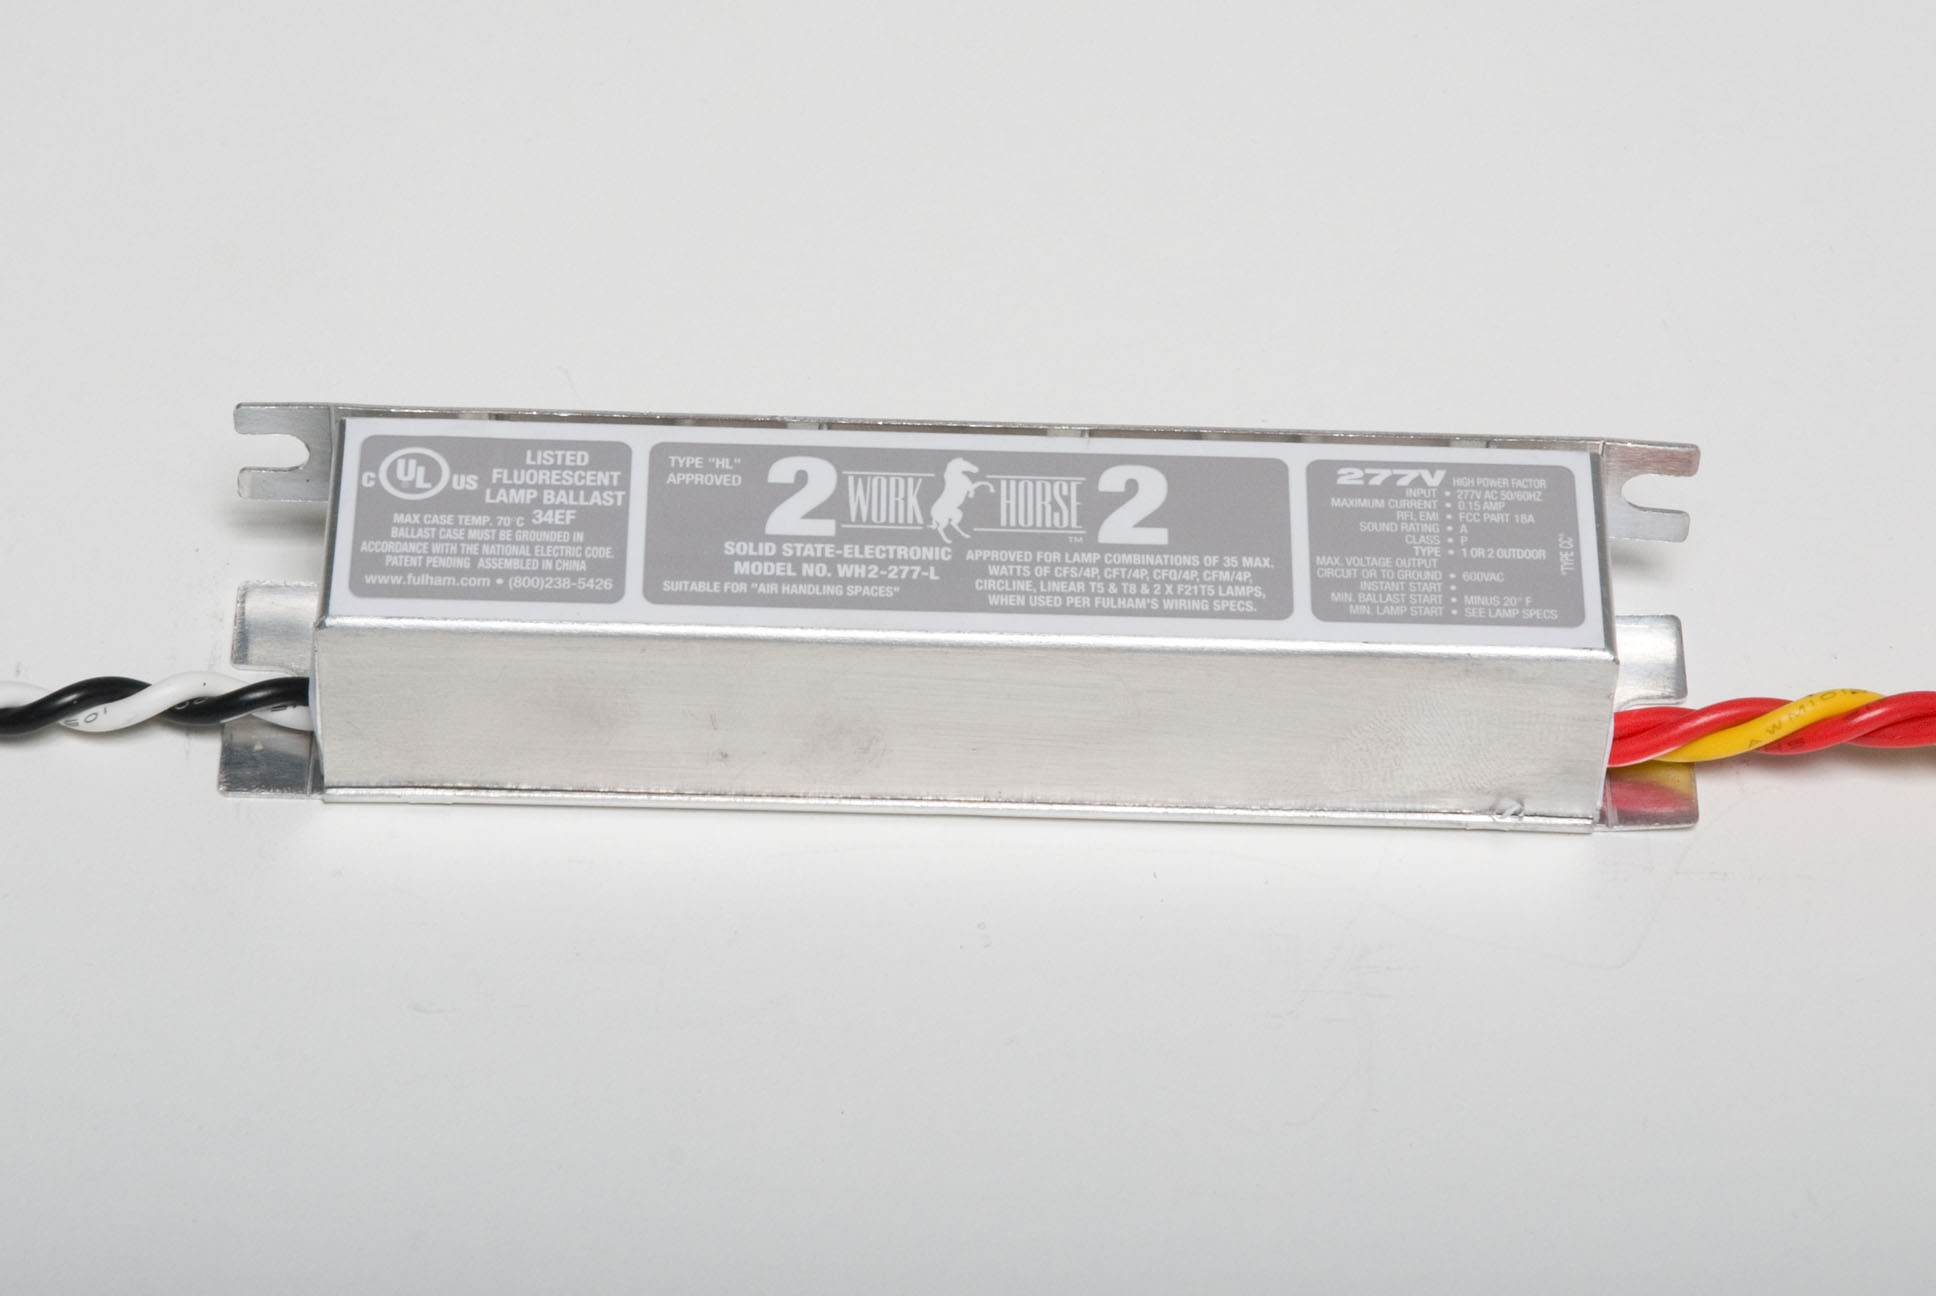 C UL US
LISTED
FLUORESCENT
LAMP BALLAST
MAX CASE TEMP. 70°C 34EF
BALLAST CASE MUST BE GROUNDED IN
ACCORDANCE WITH THE NATIONAL ELECTRIC CODE.
PATENT PENDING ASSEMBLED IN CHINA
www.fulham.com • (800)238-5426
TYPE "HL"
APPROVED
2 WORK HORSE 2
TM
SOLID STATE-ELECTRONIC
MODEL NO. WH2-277-L
SUITABLE FOR "AIR HANDLING SPACES"
APPROVED FOR LAMP COMBINATIONS OF 35 MAX.
WATTS OF CFS/4P, CFT/4P, CFQ/4P, CFM/4P,
CIRCLINE, LINEAR T5 & T8 & 2 X F21T5 LAMPS,
WHEN USED PER FULHAM'S WIRING SPECS.
277V HIGH POWER FACTOR
INPUT • 277V AC 50/60HZ
MAXIMUM CURRENT • 0.15 AMP
RFI, EMI • FCC PART 18A
SOUND RATING • A
CLASS • P
TYPE • 1 OR 2 OUTDOOR
MAX. VOLTAGE OUTPUT
CIRCUIT OR TO GROUND • 600VAC
INSTANT START •
MIN. BALLAST START • MINUS 20° F
MIN. LAMP START • SEE LAMP SPECS
"TYPE CC"